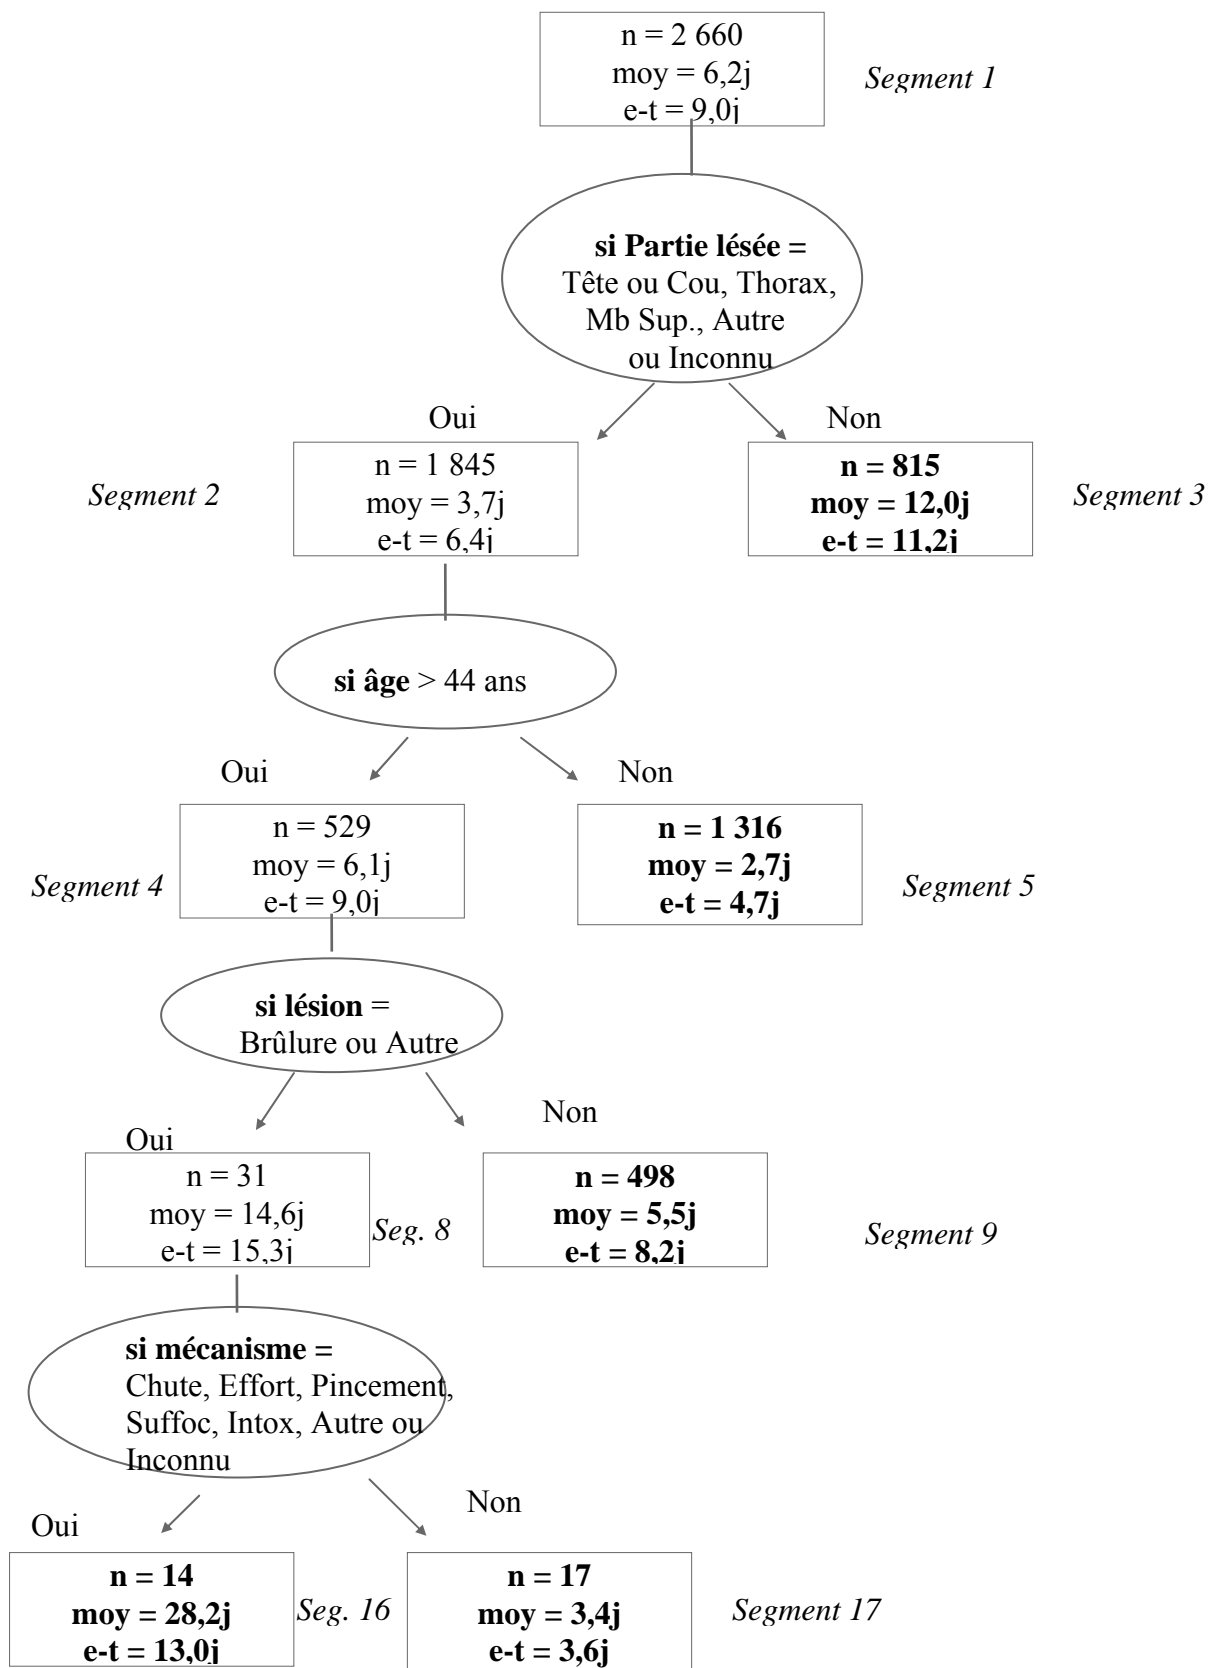 n = 2 660
moy = 6,2j
e-t = 9,0j
Segment 1
si Partie lésée =
Tête ou Cou, Thorax,
Mb Sup., Autre
ou Inconnu
Oui
Non
n = 1 845
moy = 3,7j
e-t = 6,4j
Segment 2
n = 815
moy = 12,0j
e-t = 11,2j
Segment 3
si âge > 44 ans
Oui
Non
n = 529
moy = 6,1j
e-t = 9,0j
Segment 4
n = 1 316
moy = 2,7j
e-t = 4,7j
Segment 5
si lésion =
Brûlure ou Autre
Oui
Non
n = 31
moy = 14,6j
e-t = 15,3j
Seg. 8
n = 498
moy = 5,5j
e-t = 8,2j
Segment 9
si mécanisme =
Chute, Effort, Pincement,
Suffoc, Intox, Autre ou
Inconnu
Oui
Non
n = 14
moy = 28,2j
e-t = 13,0j
Seg. 16
n = 17
moy = 3,4j
e-t = 3,6j
Segment 17